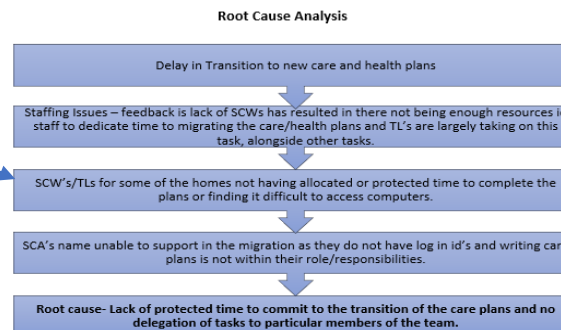 Root Cause Analysis
Delay in Transition to new care and health plans
Staffing Issues – feedback is lack of SCWs has resulted in there not being enough resources
staff to dedicate time to migrating the care/health plans and TL's are largely taking on this
task, alongside other tasks.
SCW's/TLs for some of the homes not having allocated or protected time to complete the
plans or finding it difficult to access computers.
SCA's name unable to support in the migration as they do not have log in id's and writing
plans is not within their role/responsibilities.
Root cause- Lack of protected time to commit to the transition of the care plans and no
delegation of tasks to particular members of the team.